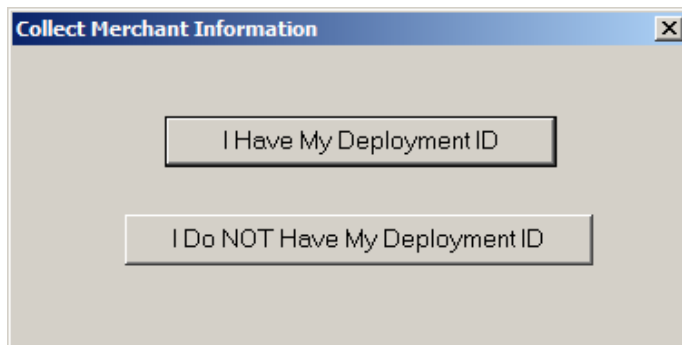 Collect Merchant Information
I Have My Deployment ID
I Do NOT Have My Deployment ID